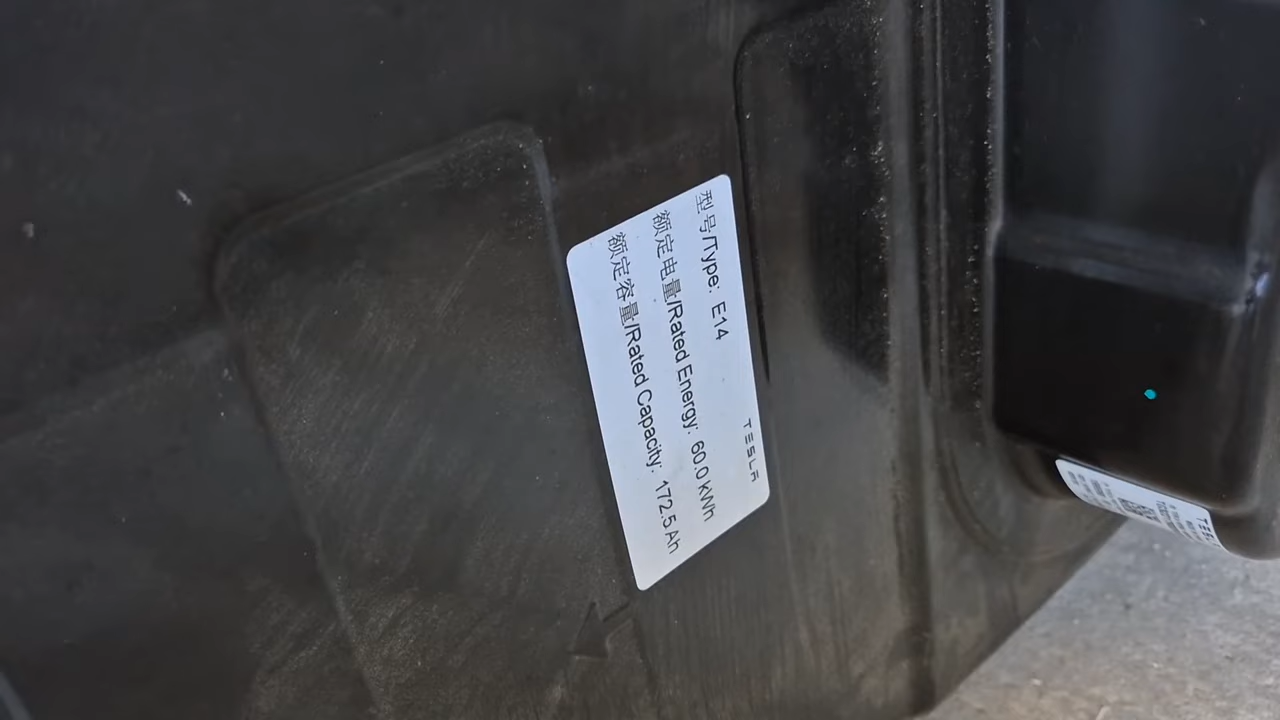 TESLA
型号/Type: E14
额定电量/Rated Energy: 60.0 kWh
额定容量/Rated Capacity: 172.5 Ah
TESLA